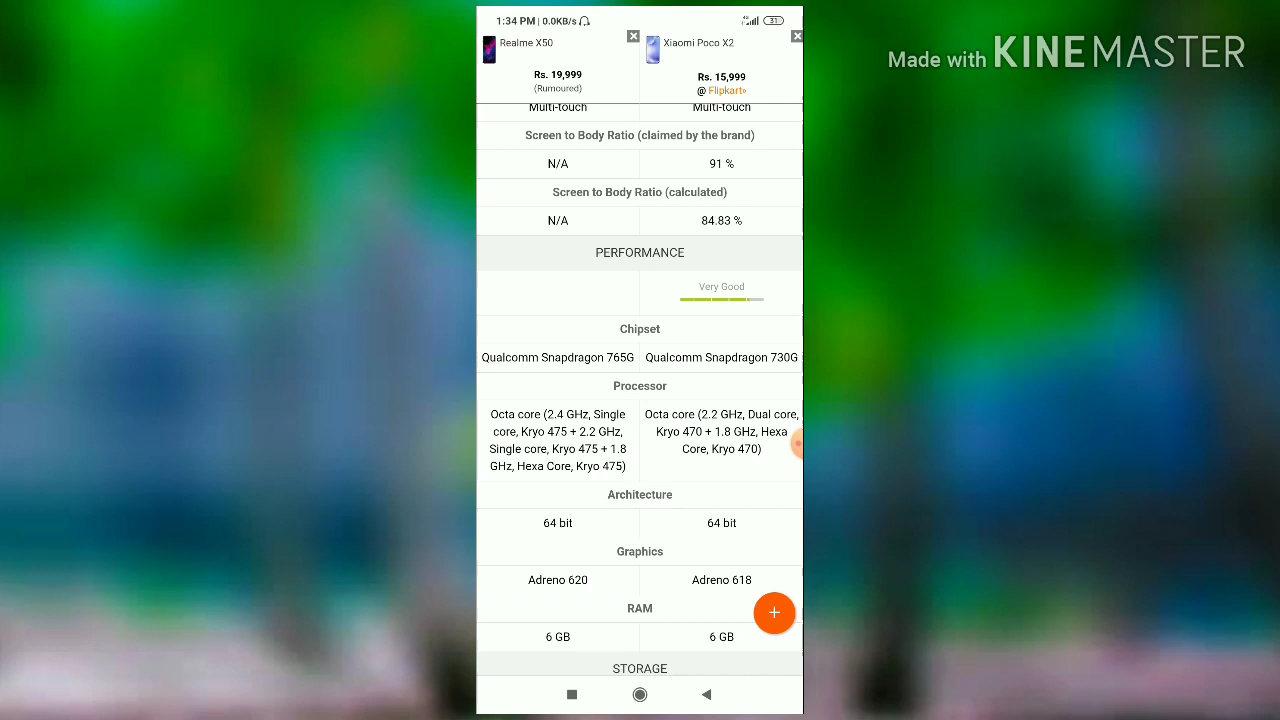 1:34 PM | 0.0KB/s
4G
31
Made with KINEMASTER
Realme X50
Xiaomi Poco X2
Rs. 19,999
(Rumoured)
Rs. 15,999
@ Flipkart»
Multi-touch
Multi-touch
Screen to Body Ratio (claimed by the brand)
N/A
91 %
Screen to Body Ratio (calculated)
N/A
84.83 %
PERFORMANCE
Very Good
Chipset
Qualcomm Snapdragon 765G
Qualcomm Snapdragon 730G
Processor
Octa core (2.4 GHz, Single
core, Kryo 475 + 2.2 GHz,
Single core, Kryo 475 + 1.8
GHz, Hexa Core, Kryo 475)
Octa core (2.2 GHz, Dual core,
Kryo 470 + 1.8 GHz, Hexa
Core, Kryo 470)
Architecture
64 bit
64 bit
Graphics
Adreno 620
Adreno 618
RAM
6 GB
6 GB
STORAGE